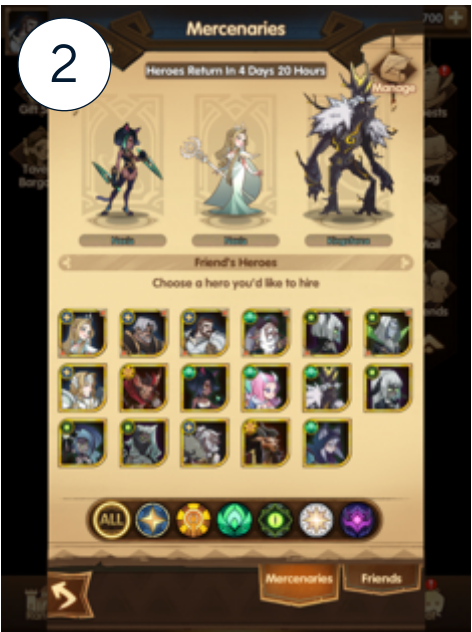 2
Mercenaries
700
Heroes Return In 4 Days 20 Hours
Manage
Friend's Heroes
Choose a hero you'd like to hire
ALL
Mercenaries
Friends